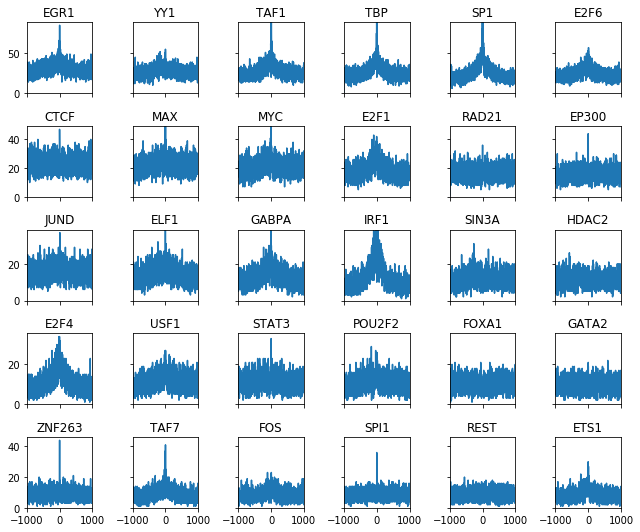 EGR1 YY1 TAF1 TBP SP1 E2F6
50
0
CTCF MAX MYC E2F1 RAD21 EP300
40
20
0
JUND ELF1 GABPA IRF1 SIN3A HDAC2
20
0
E2F4 USF1 STAT3 POU2F2 FOXA1 GATA2
20
0
ZNF263 TAF7 FOS SPI1 REST ETS1
40
20
0
−1000 0 1000 −1000 0 1000 −1000 0 1000 −1000 0 1000 −1000 0 1000 −1000 0 1000